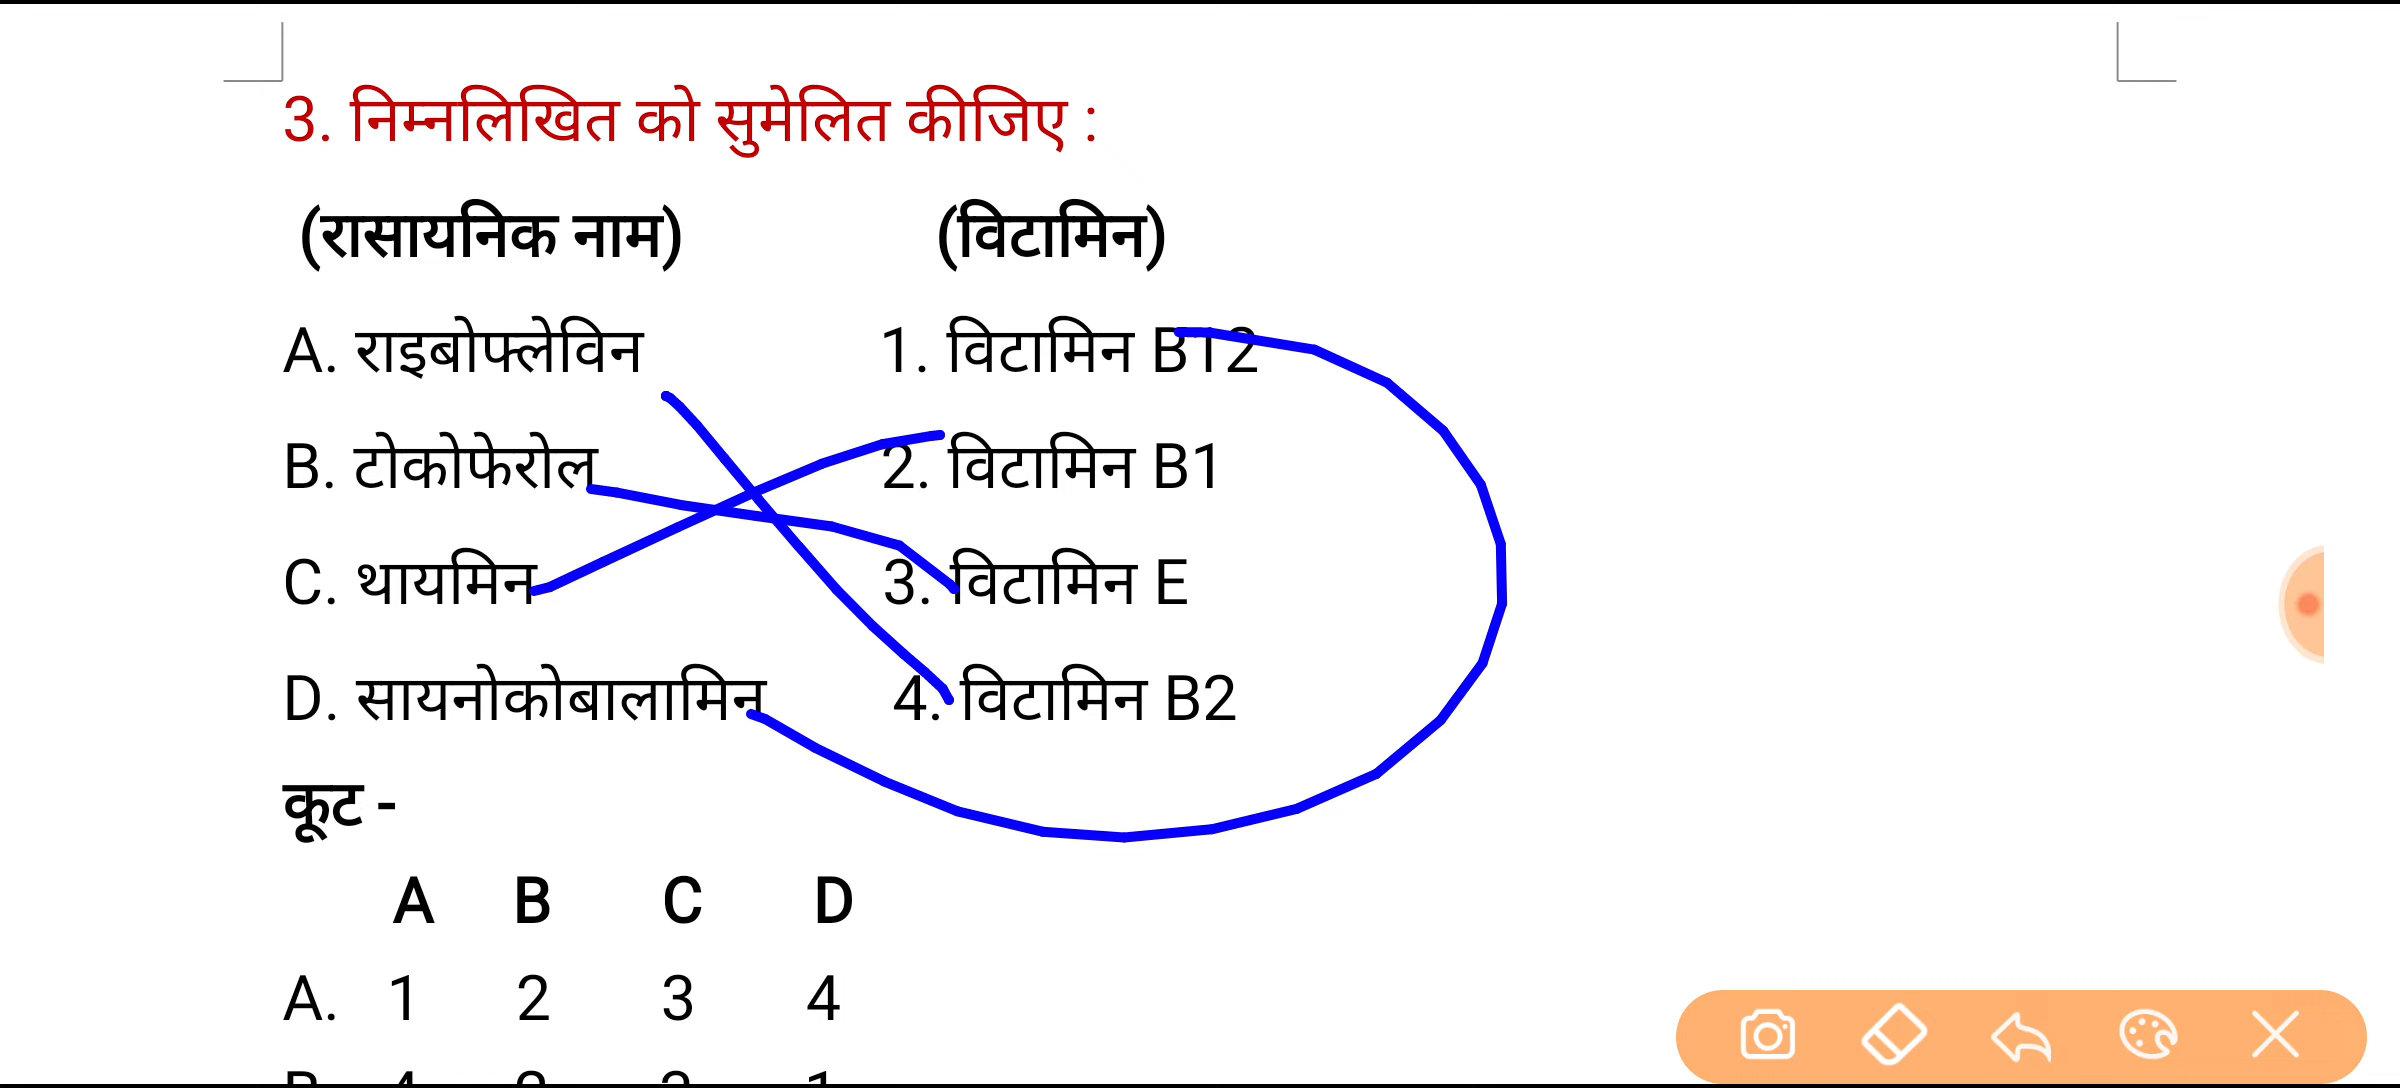 3. निम्नलिखित को सुमेलित कीजिए :
(रासायनिक नाम) (विटामिन)
A. राइबोफ्लेविन 1. विटामिन B12
B. टोकोफेरोल 2. विटामिन B1
C. थायमिन 3. विटामिन E
D. सायनोकोबालामिन 4. विटामिन B2
कूट -
A B C D
A. 1 2 3 4